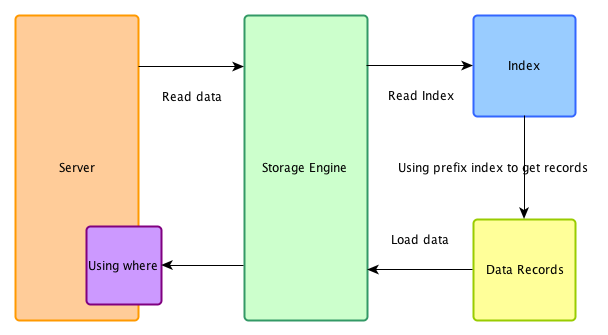 Read data
Read Index
Index
Server
Storage Engine
Using prefix index to get records
Load data
Using where
Data Records